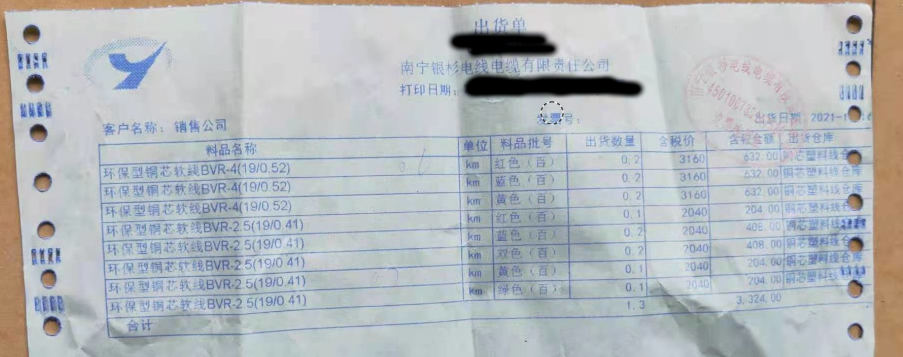 出货单
南宁银杉电线电缆有限责任公司
打印日期:
发票号:
出货日期 2021-1
客户名称: 销售公司
料品名称 单位 料品批号 出货数量 含税价 含税金额 出货仓库
环保型铜芯软线BVR-4(19/0.52) km 红色(百) 0.2 3160 632.00 铜芯塑料线仓库
环保型铜芯软线BVR-4(19/0.52) km 蓝色(百) 0.2 3160 632.00 铜芯塑料线仓库
环保型铜芯软线BVR-4(19/0.52) km 黄色(百) 0.2 3160 632.00 铜芯塑料线仓库
环保型铜芯软线BVR-2.5(19/0.41) km 红色(百) 0.1 2040 204.00 铜芯塑料线仓库
环保型铜芯软线BVR-2.5(19/0.41) km 蓝色(百) 0.2 2040 408.00 铜芯塑料线仓库
环保型铜芯软线BVR-2.5(19/0.41) km 双色(百) 0.2 2040 408.00 铜芯塑料线仓库
环保型铜芯软线BVR-2.5(19/0.41) km 黄色(百) 0.1 2040 204.00 铜芯塑料线仓库
环保型铜芯软线BVR-2.5(19/0.41) km 绿色(百) 0.1 2040 204.00 铜芯塑料线仓库
合计 1.3 3,324.00